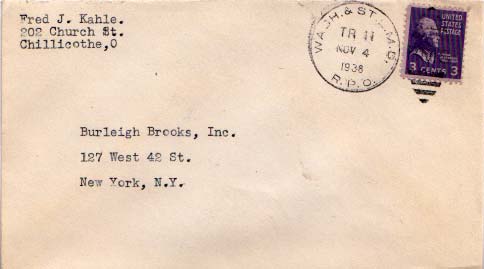 Fred J. Kahle.
202 Church St.
Chillicothe,O
WASH. & ST. L.M.D.
TR 11
NOV 4
1938
R.P.O.
UNITED
STATES
POSTAGE
3 CENTS 3
Burleigh Brooks, Inc.
127 West 42 St.
New York, N.Y.